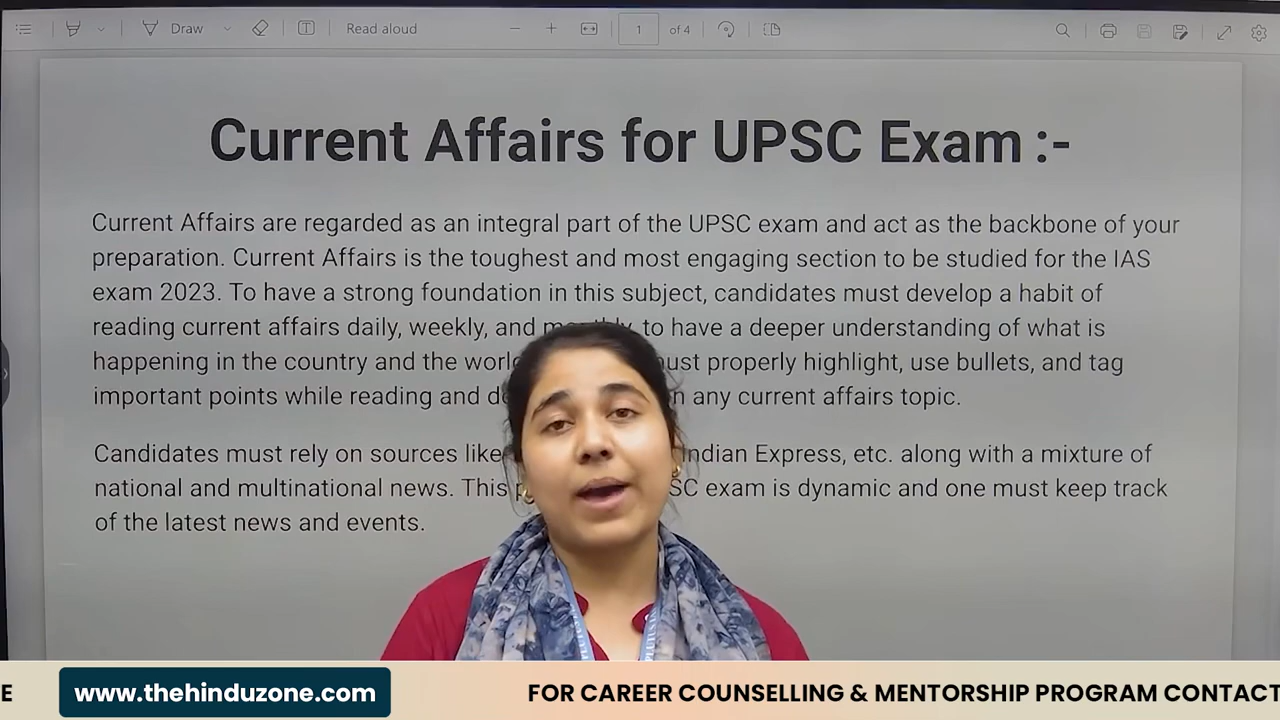 Draw
Read aloud
1 of 4
Current Affairs for UPSC Exam :-
Current Affairs are regarded as an integral part of the UPSC exam and act as the backbone of your
preparation. Current Affairs is the toughest and most engaging section to be studied for the IAS
exam 2023. To have a strong foundation in this subject, candidates must develop a habit of
reading current affairs daily, weekly, and monthly, to have a deeper understanding of what is
happening in the country and the must properly highlight, use bullets, and tag
important points while reading and any current affairs topic.
Candidates must rely on sources like Indian Express, etc. along with a mixture of
national and multinational news. This exam is dynamic and one must keep track
of the latest news and events.
E
www.thehinduzone.com
FOR CAREER COUNSELLING & MENTORSHIP PROGRAM CONTACT